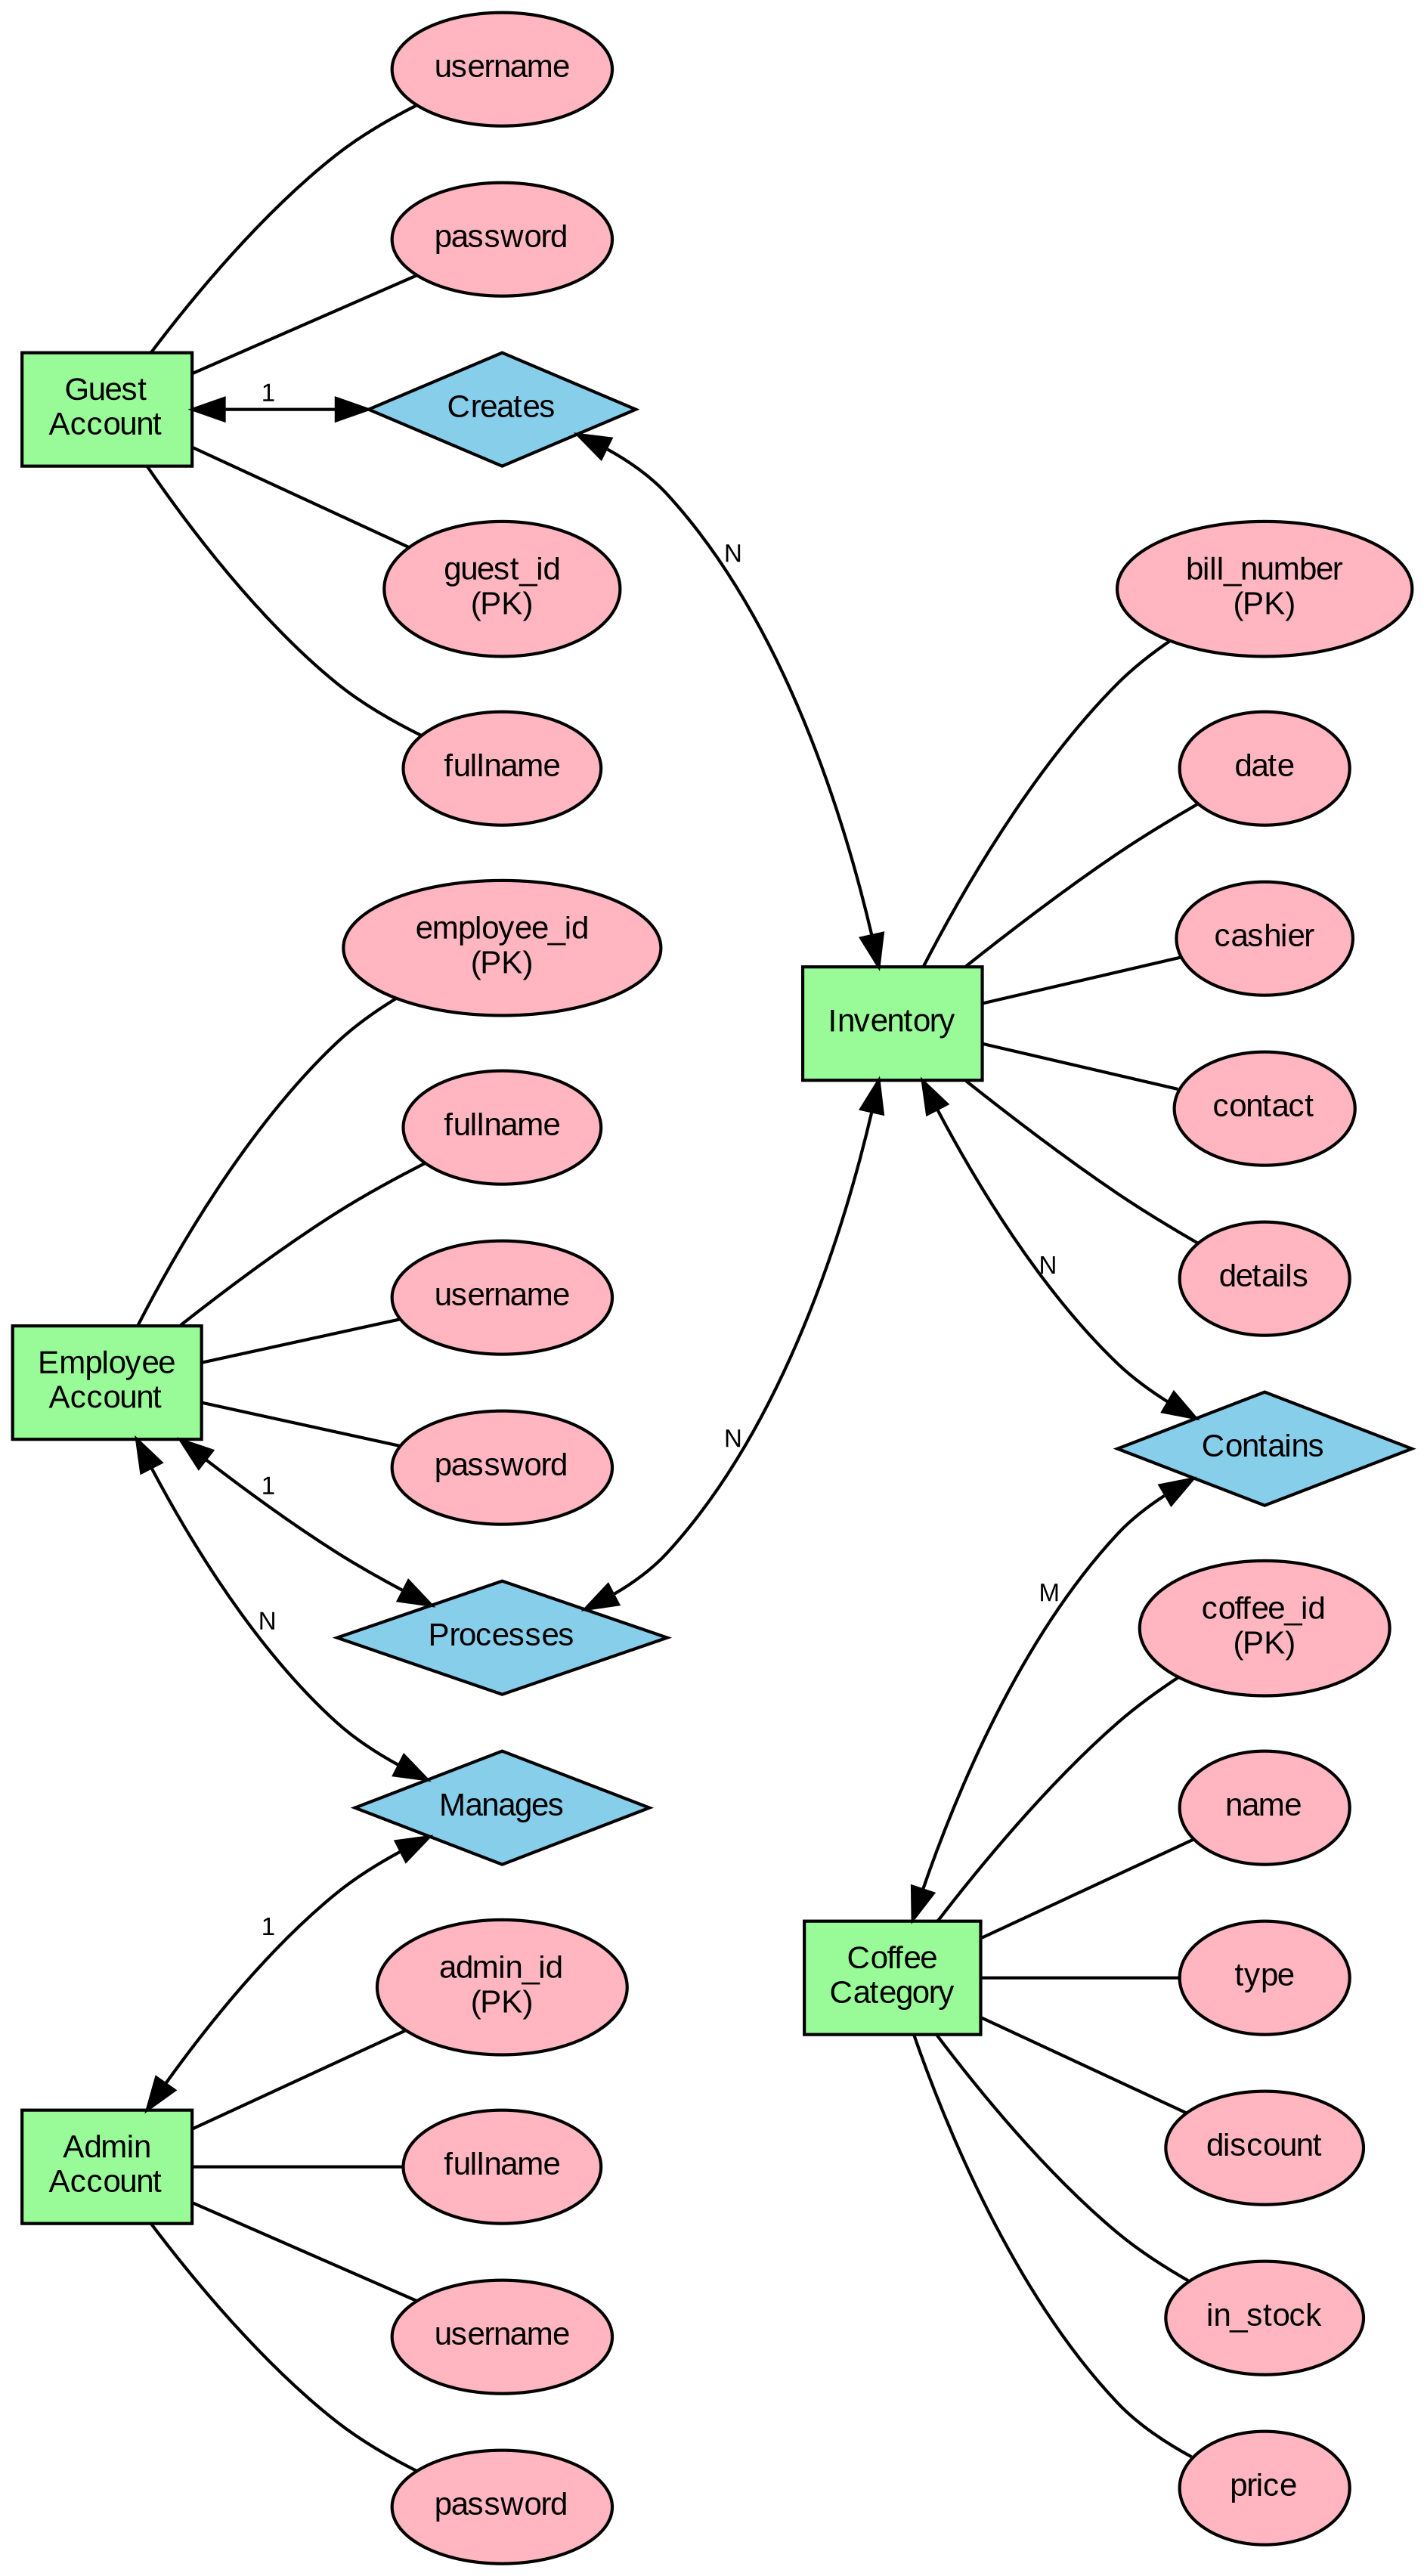 username
password
Guest
Account
1
Creates
guest_id
(PK)
N
fullname
bill_number
(PK)
date
employee_id
(PK)
cashier
Inventory
fullname
contact
username
details
N
Employee
Account
password
N
Contains
1
Processes
N
M
coffee_id
(PK)
Manages
name
1
admin_id
(PK)
Coffee
Category
type
Admin
Account
fullname
discount
username
in_stock
password
price